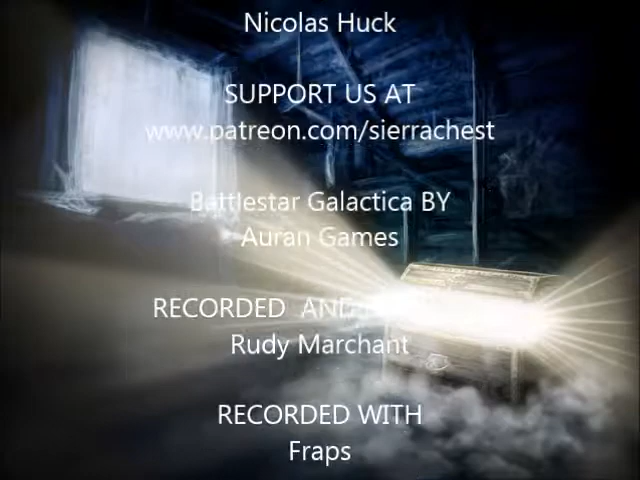 Nicolas Huck
SUPPORT US AT
www.patreon.com/sierrachest
Battlestar Galactica BY
Auran Games
RECORDED AND
Rudy Marchant
RECORDED WITH
Fraps